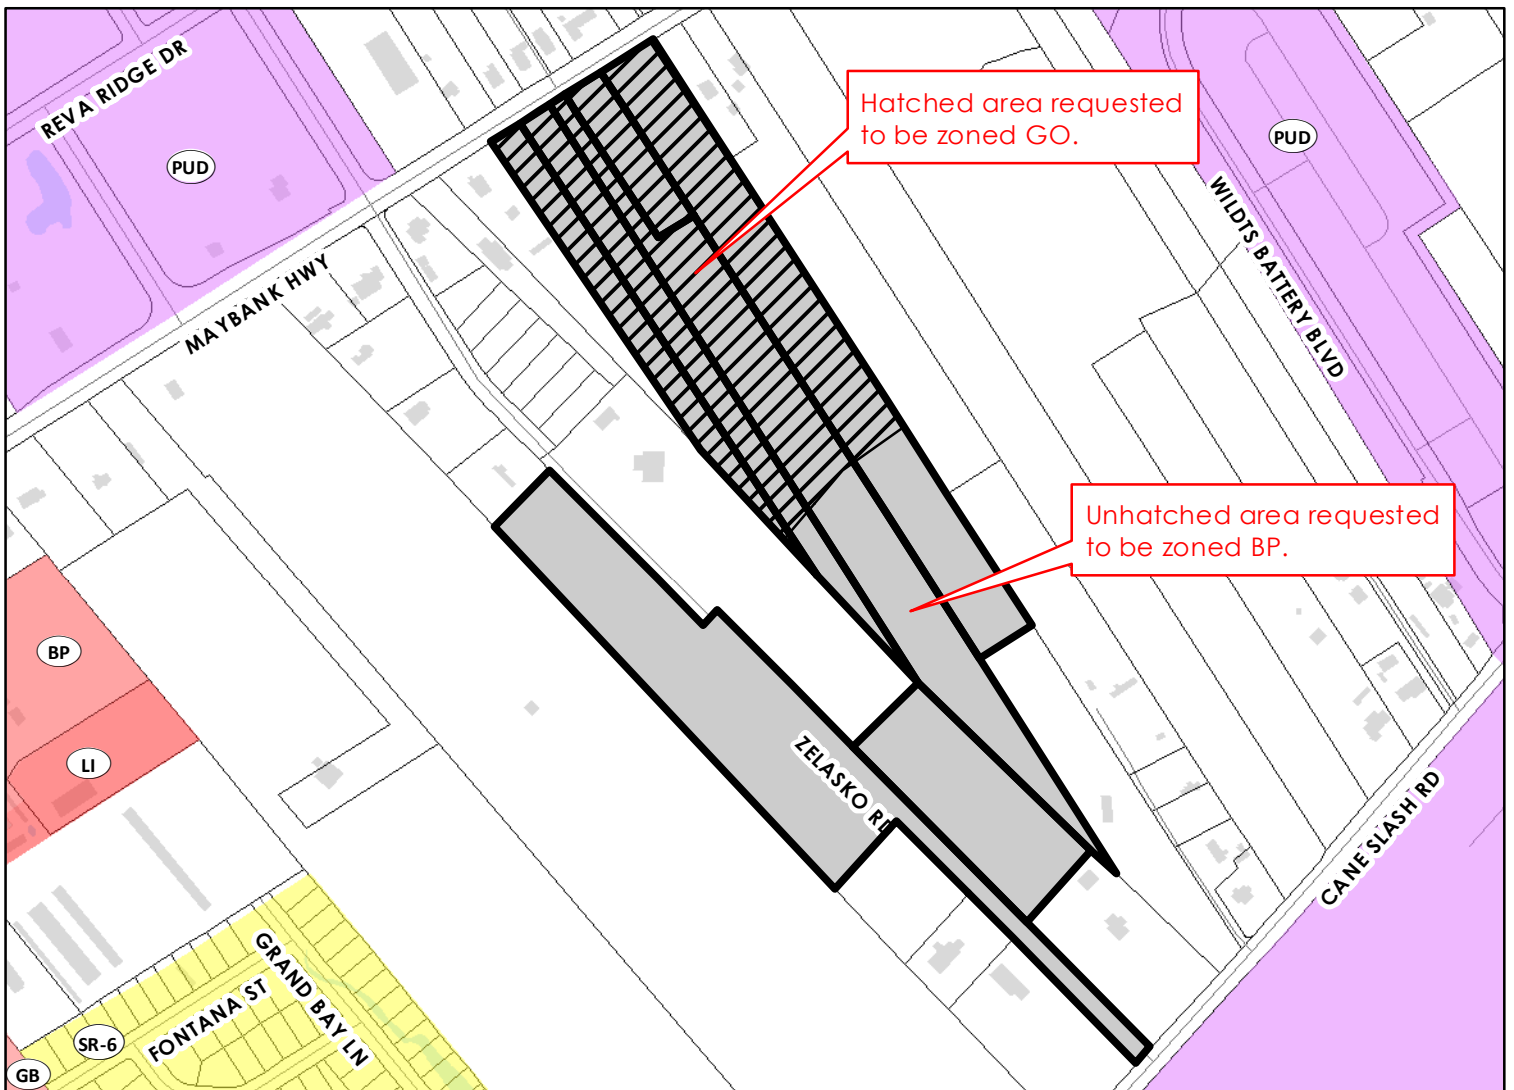 REVA RIDGE DR
PUD
Hatched area requested
to be zoned GO.
PUD
WILDTS BATTERY BLVD
MAYBANK HWY
Unhatched area requested
to be zoned BP.
BP
LI
ZELASKO RD
CANE SLASH RD
GRAND BAY LN
FONTANA ST
SR-6
GB